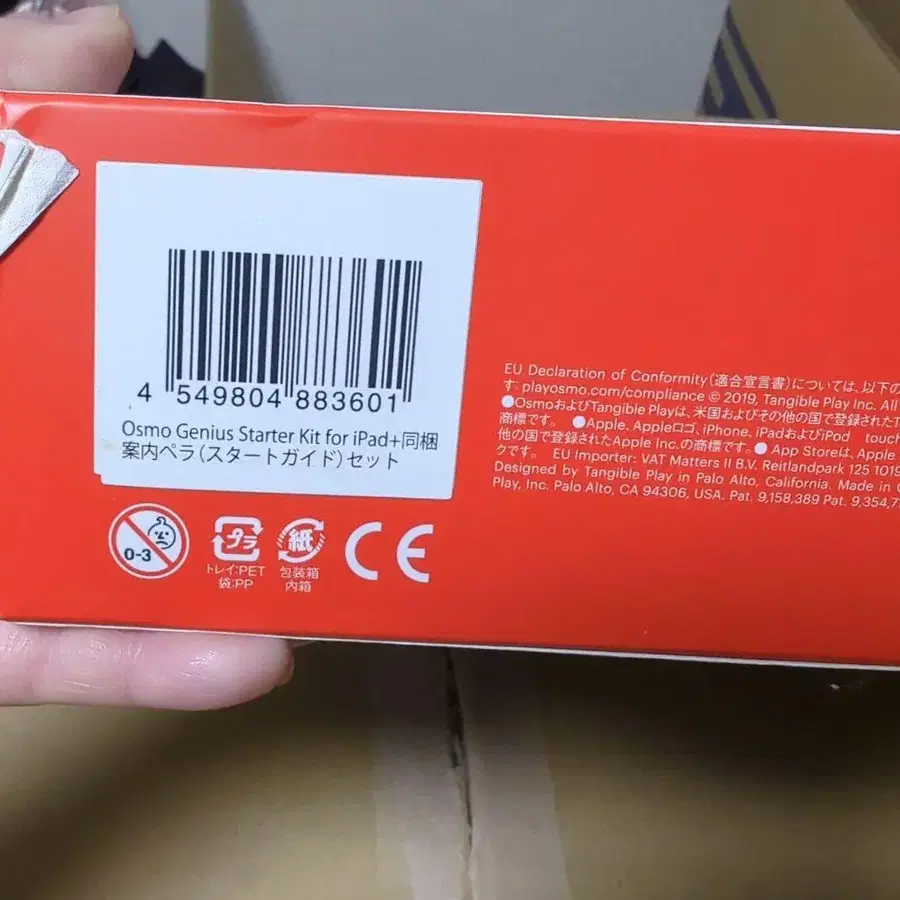 4 549804 883601
Osmo Genius Starter Kit for iPad+同梱
案内ペラ(スタートガイド)セット
0-3
プラ
トレイ:PET
袋:PP
紙
包装箱
内箱
CE
EU Declaration of Conformity(適合宣言書)については、以下の
す: playosmo.com/compliance © 2019, Tangible Play Inc. All
●OsmoおよびTangible Playは、米国およびその他の国で登録された
商標です。 ●Apple、Appleロゴ、iPhone、iPadおよびiPod touch
他の国で登録されたApple Inc.の商標です。 ● App Storeは、Apple
クです。 EU Importer: VAT Matters II B.V. Reitlandpark 125 1019
Designed by Tangible Play in Palo Alto, California. Made in
Play, Inc. Palo Alto, CA 94306, USA. Pat. 9,158,389 Pat. 9,354,7